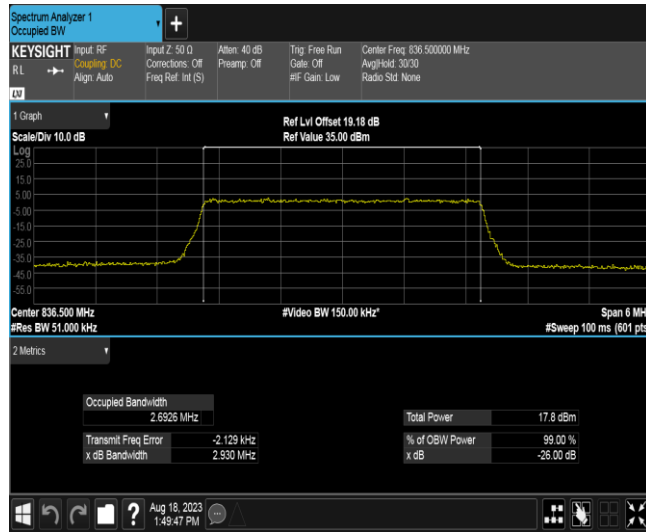 Spectrum Analyzer 1
Occupied BW
+
KEYSIGHT
Input: RF
Input Z: 50 Ω
Atten: 40 dB
Trig: Free Run
Center Freq: 836.500000 MHz
RL
Coupling: DC
Corrections: Off
Preamp: Off
Gate: Off
Avg|Hold: 30/30
Align: Auto
Freq Ref: Int (S)
#IF Gain: Low
Radio Std: None
LXI
1 Graph
Ref Lvl Offset 19.18 dB
Scale/Div 10.0 dB
Ref Value 35.00 dBm
Log
25.0
15.0
5.00
-5.00
-15.0
-25.0
-35.0
-45.0
-55.0
Center 836.500 MHz
#Video BW 150.00 kHz*
Span 6 MH
#Res BW 51.000 kHz
#Sweep 100 ms (601 pts
2 Metrics
Occupied Bandwidth
2.6926 MHz
Total Power
17.8 dBm
Transmit Freq Error
-2.129 kHz
% of OBW Power
99.00 %
x dB Bandwidth
2.930 MHz
x dB
-26.00 dB
?
Aug 18, 2023
1:49:47 PM